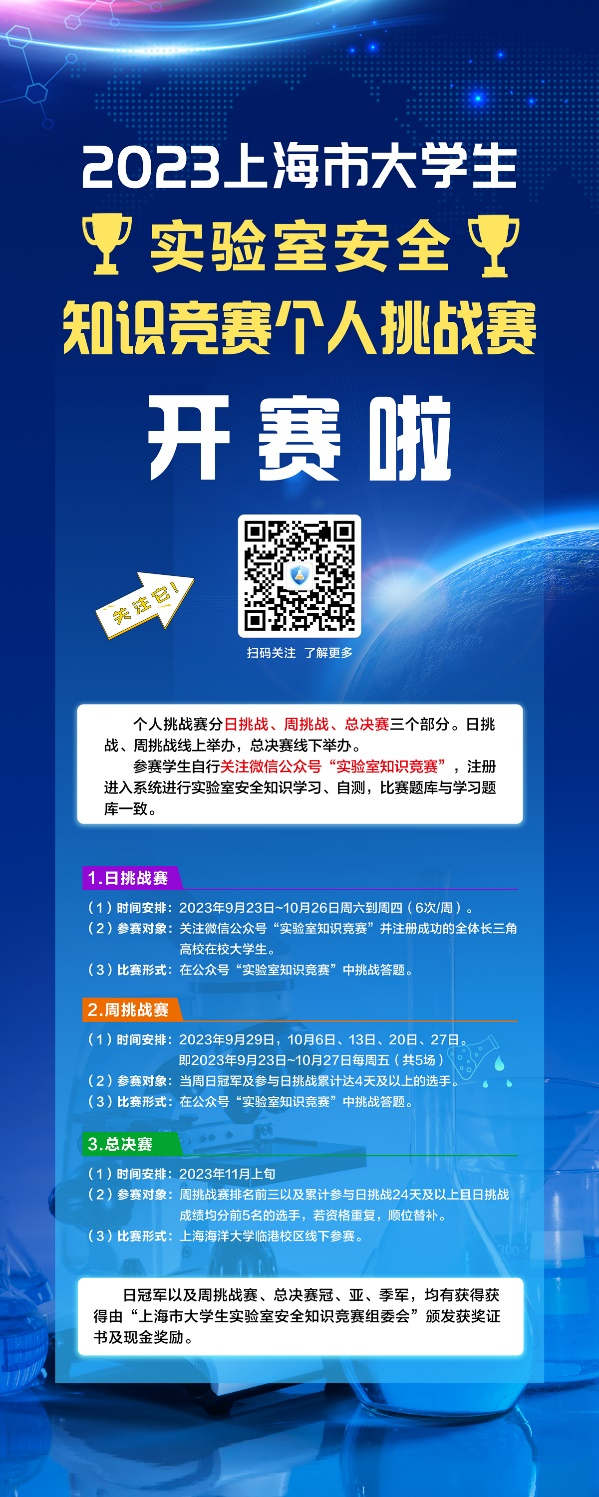 2023上海市大学生
实验室安全
知识竞赛个人挑战赛
开赛啦
关注它!
扫码关注 了解更多
个人挑战赛分日挑战、周挑战、总决赛三个部分。日挑
战、周挑战线上举办，总决赛线下举办。
参赛学生自行关注微信公众号“实验室知识竞赛”，注册
进入系统进行实验室安全知识学习、自测，比赛题库与学习题
库一致。
1.日挑战赛
（1）时间安排：2023年9月23日~10月26日周六到周四（6次/周）。
（2）参赛对象：关注微信公众号“实验室知识竞赛”并注册成功的全体长三角
高校在校大学生。
（3）比赛形式：在公众号“实验室知识竞赛”中挑战答题。
2.周挑战赛
（1）时间安排：2023年9月29日，10月6日、13日、20日、27日。
即2023年9月23日~10月27日每周五（共5场）
（2）参赛对象：当周日冠军及参与日挑战累计达4天及以上的选手。
（3）比赛形式：在公众号“实验室知识竞赛”中挑战答题。
3.总决赛
（1）时间安排：2023年11月上旬
（2）参赛对象：周挑战赛排名前三以及累计参与日挑战24天及以上且日挑战
成绩均分前5名的选手，若资格重复，顺位替补。
（3）比赛形式：上海海洋大学临港校区线下参赛。
日冠军以及周挑战赛、总决赛冠、亚、季军，均有获得获
得由“上海市大学生实验室安全知识竞赛组委会”颁发获奖证
书及现金奖励。